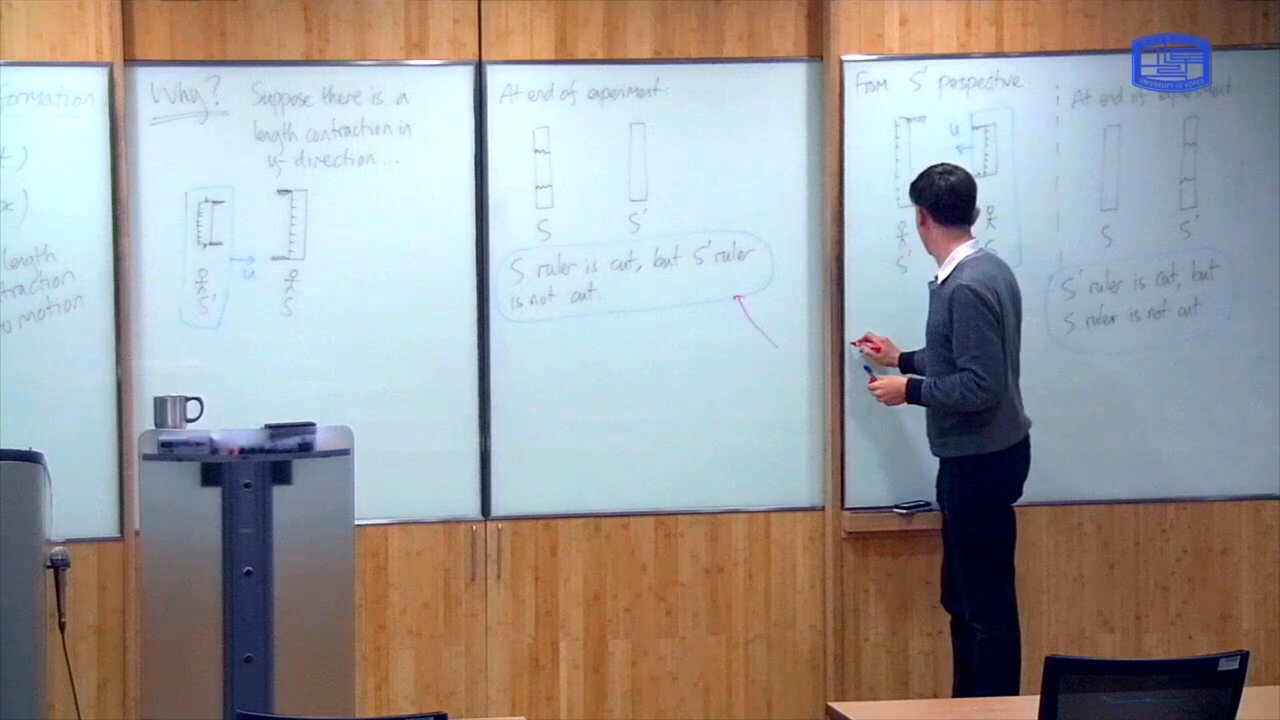 formation
t)
x)
length
traction
to motion
Why?
Suppose there is a
length contraction in
y-direction...
u
S'
S
At end of experiment:
S
S'
S ruler is cut, but S' ruler
is not cut.
From S' perspective:
u
S'
S
At end of experiment
S
S'
S' ruler is cut, but
S ruler is not cut